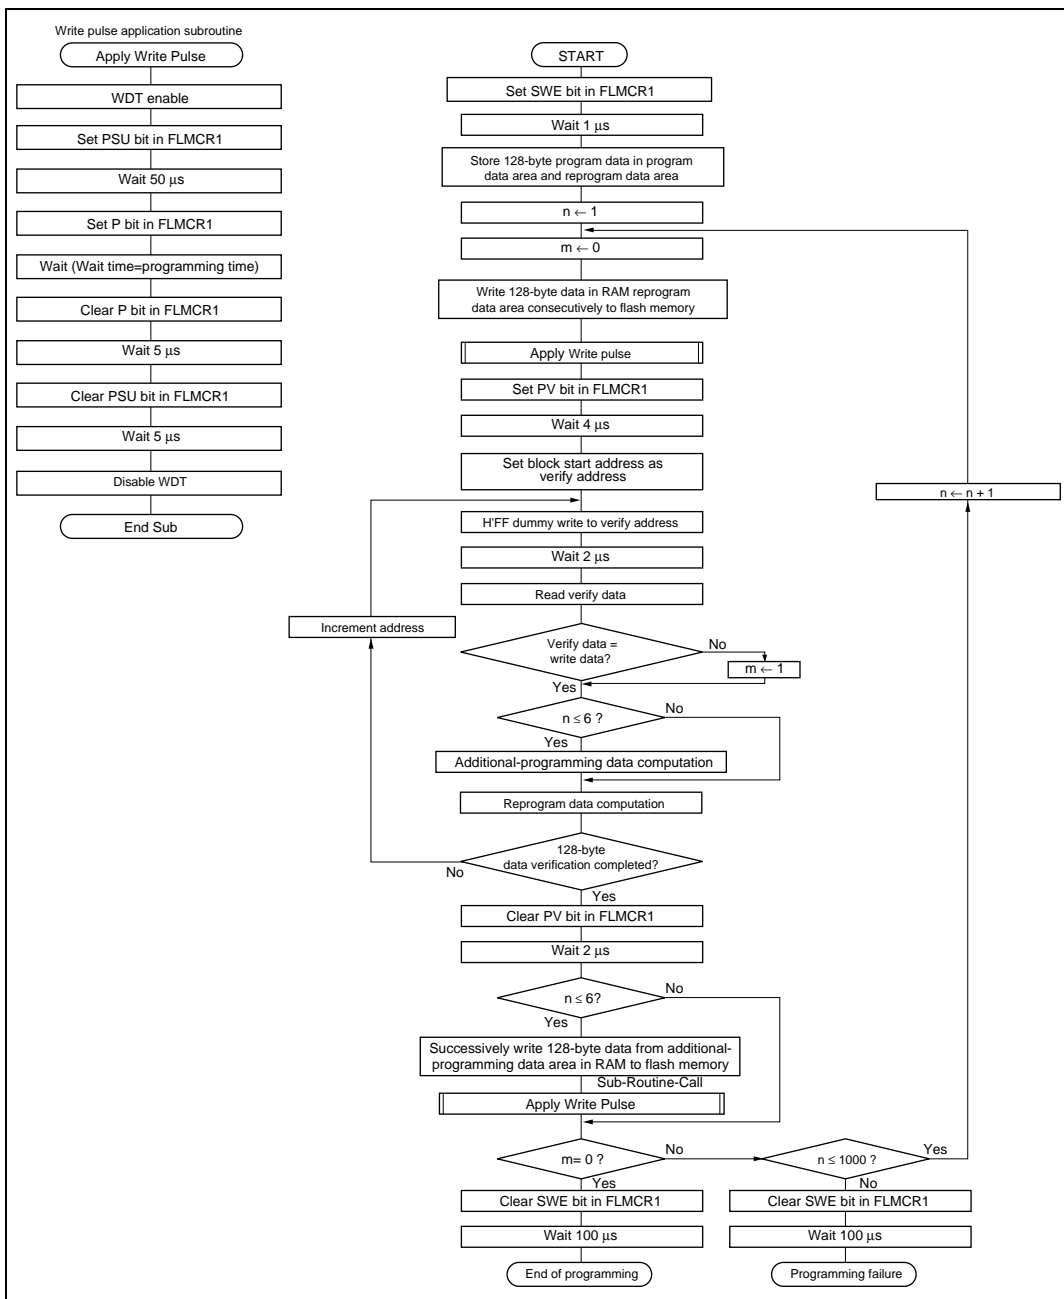 Write pulse application subroutine
Apply Write Pulse
WDT enable
Set PSU bit in FLMCR1
Wait 50 μs
Set P bit in FLMCR1
Wait (Wait time=programming time)
Clear P bit in FLMCR1
Wait 5 μs
Clear PSU bit in FLMCR1
Wait 5 μs
Disable WDT
End Sub
START
Set SWE bit in FLMCR1
Wait 1 μs
Store 128-byte program data in program
data area and reprogram data area
n ← 1
m ← 0
Write 128-byte data in RAM reprogram
data area consecutively to flash memory
Apply Write pulse
Set PV bit in FLMCR1
Wait 4 μs
Set block start address as
verify address
n ← n + 1
H'FF dummy write to verify address
Wait 2 μs
Read verify data
Increment address
Verify data =
write data?
No
m ← 1
Yes
n ≤ 6 ?
No
Yes
Additional-programming data computation
Reprogram data computation
128-byte
data verification completed?
No
Yes
Clear PV bit in FLMCR1
Wait 2 μs
n ≤ 6?
No
Yes
Successively write 128-byte data from additional-
programming data area in RAM to flash memory
Sub-Routine-Call
Apply Write Pulse
m= 0 ?
No
n ≤ 1000 ?
Yes
Yes
No
Clear SWE bit in FLMCR1
Clear SWE bit in FLMCR1
Wait 100 μs
Wait 100 μs
End of programming
Programming failure